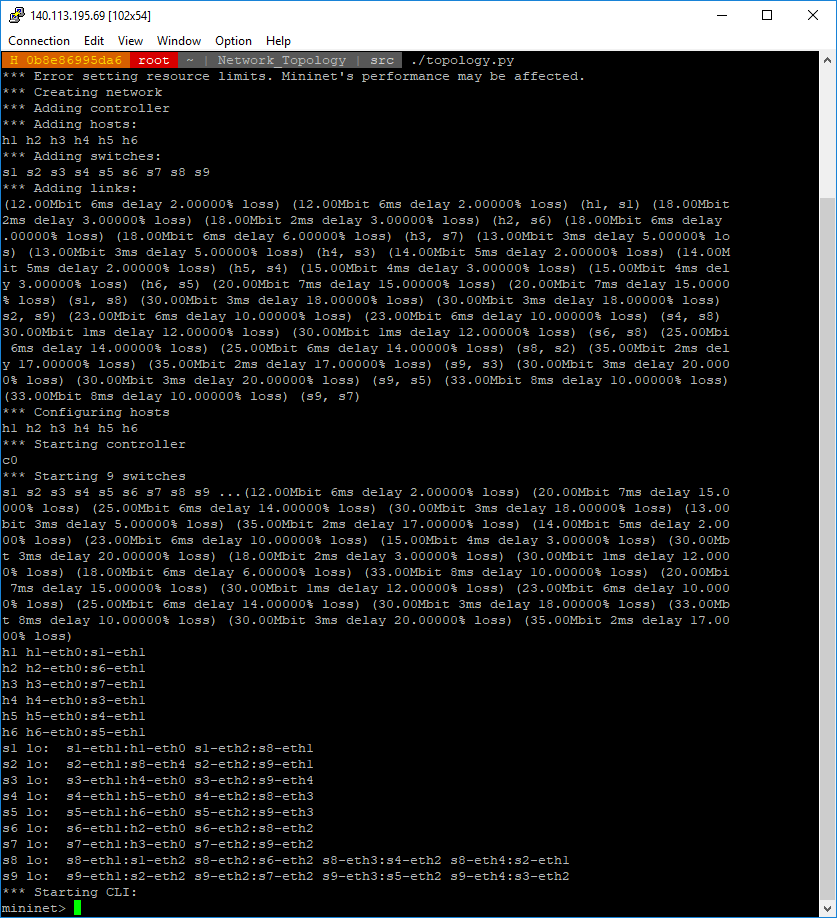 140.113.195.69 [102x54]
Connection Edit View Window Option Help
H 0b8e86995da6 root ~ | Network_Topology | src ./topology.py
*** Error setting resource limits. Mininet's performance may be affected.
*** Creating network
*** Adding controller
*** Adding hosts:
h1 h2 h3 h4 h5 h6
*** Adding switches:
s1 s2 s3 s4 s5 s6 s7 s8 s9
*** Adding links:
(12.00Mbit 6ms delay 2.00000% loss) (12.00Mbit 6ms delay 2.00000% loss) (h1, s1) (18.00Mbit
2ms delay 3.00000% loss) (18.00Mbit 2ms delay 3.00000% loss) (h2, s6) (18.00Mbit 6ms delay
.00000% loss) (18.00Mbit 6ms delay 6.00000% loss) (h3, s7) (13.00Mbit 3ms delay 5.00000% lo
s) (13.00Mbit 3ms delay 5.00000% loss) (h4, s3) (14.00Mbit 5ms delay 2.00000% loss) (14.00M
it 5ms delay 2.00000% loss) (h5, s4) (15.00Mbit 4ms delay 3.00000% loss) (15.00Mbit 4ms del
y 3.00000% loss) (h6, s5) (20.00Mbit 7ms delay 15.00000% loss) (20.00Mbit 7ms delay 15.0000
% loss) (s1, s8) (30.00Mbit 3ms delay 18.00000% loss) (30.00Mbit 3ms delay 18.00000% loss)
s2, s9) (23.00Mbit 6ms delay 10.00000% loss) (23.00Mbit 6ms delay 10.00000% loss) (s4, s8)
30.00Mbit 1ms delay 12.00000% loss) (30.00Mbit 1ms delay 12.00000% loss) (s6, s8) (25.00Mbi
6ms delay 14.00000% loss) (25.00Mbit 6ms delay 14.00000% loss) (s8, s2) (35.00Mbit 2ms del
y 17.00000% loss) (35.00Mbit 2ms delay 17.00000% loss) (s9, s3) (30.00Mbit 3ms delay 20.000
0% loss) (30.00Mbit 3ms delay 20.00000% loss) (s9, s5) (33.00Mbit 8ms delay 10.00000% loss)
(33.00Mbit 8ms delay 10.00000% loss) (s9, s7)
*** Configuring hosts
h1 h2 h3 h4 h5 h6
*** Starting controller
c0
*** Starting 9 switches
s1 s2 s3 s4 s5 s6 s7 s8 s9 ...(12.00Mbit 6ms delay 2.00000% loss) (20.00Mbit 7ms delay 15.0
000% loss) (25.00Mbit 6ms delay 14.00000% loss) (30.00Mbit 3ms delay 18.00000% loss) (13.00
bit 3ms delay 5.00000% loss) (35.00Mbit 2ms delay 17.00000% loss) (14.00Mbit 5ms delay 2.00
00% loss) (23.00Mbit 6ms delay 10.00000% loss) (15.00Mbit 4ms delay 3.00000% loss) (30.00Mb
t 3ms delay 20.00000% loss) (18.00Mbit 2ms delay 3.00000% loss) (30.00Mbit 1ms delay 12.000
0% loss) (18.00Mbit 6ms delay 6.00000% loss) (33.00Mbit 8ms delay 10.00000% loss) (20.00Mbi
7ms delay 15.00000% loss) (30.00Mbit 1ms delay 12.00000% loss) (23.00Mbit 6ms delay 10.000
0% loss) (25.00Mbit 6ms delay 14.00000% loss) (30.00Mbit 3ms delay 18.00000% loss) (33.00Mb
t 8ms delay 10.00000% loss) (30.00Mbit 3ms delay 20.00000% loss) (35.00Mbit 2ms delay 17.00
00% loss)
h1 h1-eth0:s1-eth1
h2 h2-eth0:s6-eth1
h3 h3-eth0:s7-eth1
h4 h4-eth0:s3-eth1
h5 h5-eth0:s4-eth1
h6 h6-eth0:s5-eth1
s1 lo:  s1-eth1:h1-eth0 s1-eth2:s8-eth1
s2 lo:  s2-eth1:s8-eth4 s2-eth2:s9-eth1
s3 lo:  s3-eth1:h4-eth0 s3-eth2:s9-eth4
s4 lo:  s4-eth1:h5-eth0 s4-eth2:s8-eth3
s5 lo:  s5-eth1:h6-eth0 s5-eth2:s9-eth3
s6 lo:  s6-eth1:h2-eth0 s6-eth2:s8-eth2
s7 lo:  s7-eth1:h3-eth0 s7-eth2:s9-eth2
s8 lo:  s8-eth1:s1-eth2 s8-eth2:s6-eth2 s8-eth3:s4-eth2 s8-eth4:s2-eth1
s9 lo:  s9-eth1:s2-eth2 s9-eth2:s7-eth2 s9-eth3:s5-eth2 s9-eth4:s3-eth2
*** Starting CLI:
mininet>